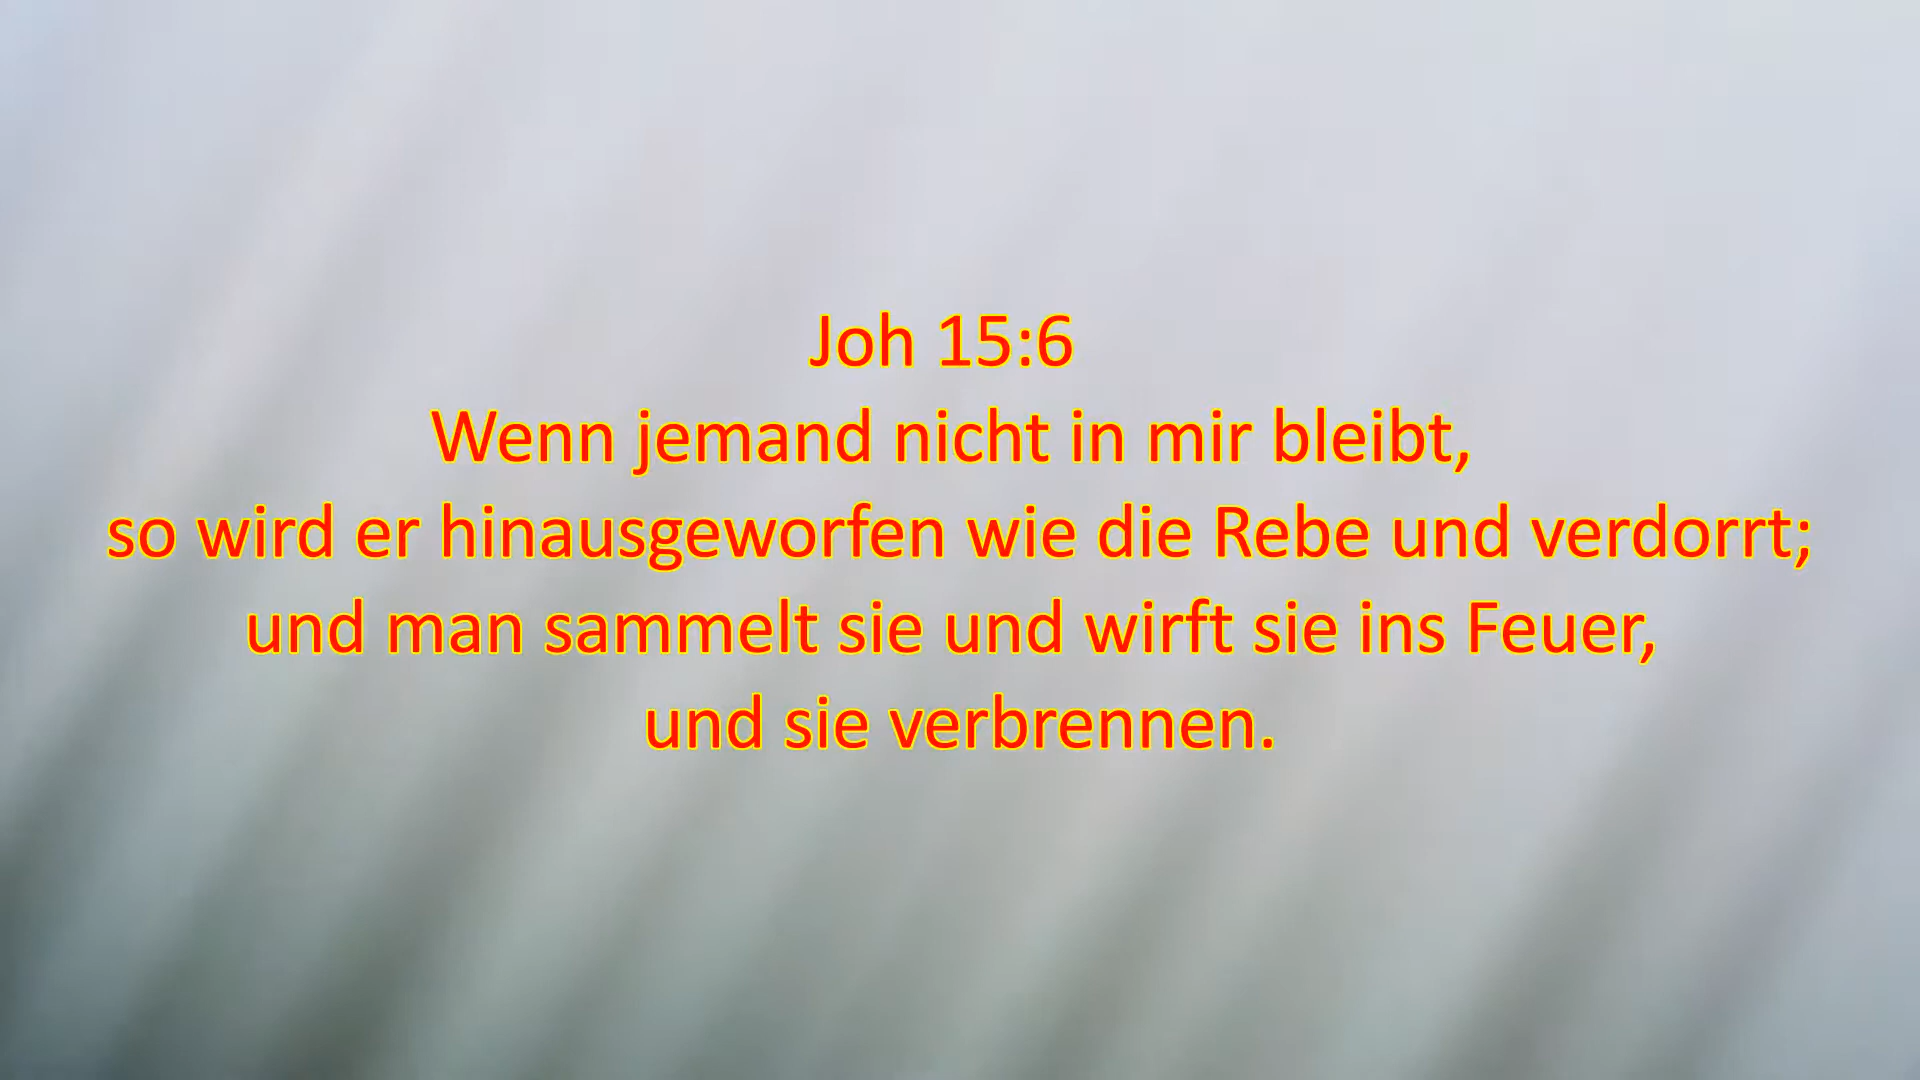 Joh 15:6
Wenn jemand nicht in mir bleibt,
so wird er hinausgeworfen wie die Rebe und verdorrt;
und man sammelt sie und wirft sie ins Feuer,
und sie verbrennen.